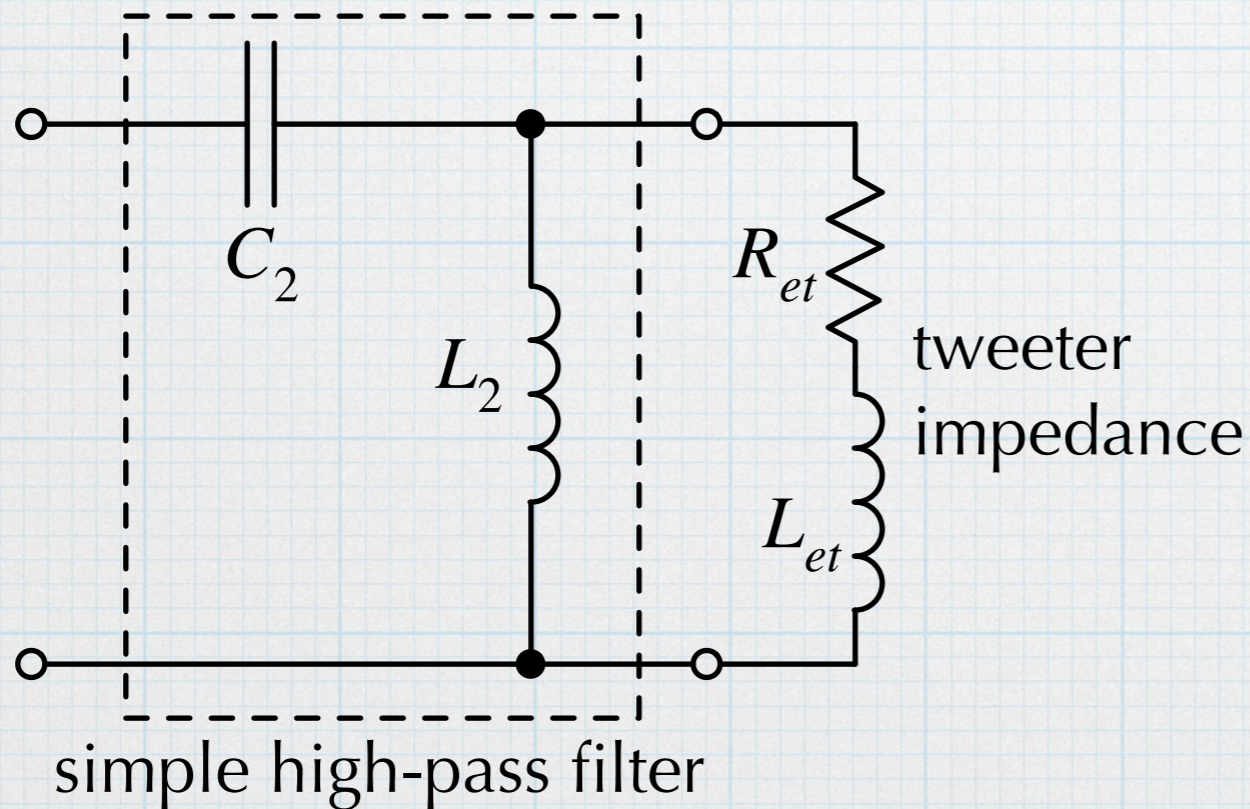 C₂
L₂
Rₑₜ
tweeter
impedance
Lₑₜ
simple high-pass filter